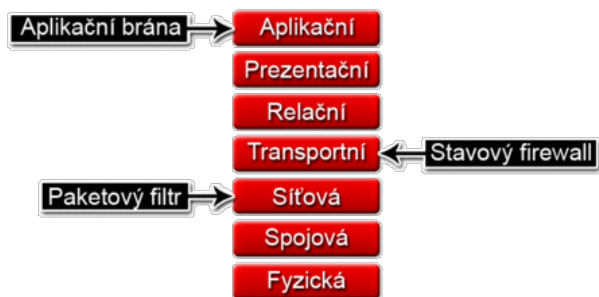 Aplikační brána
Aplikační
Prezentační
Relační
Transportní
Stavový firewall
Paketový filtr
Síťová
Spojová
Fyzická